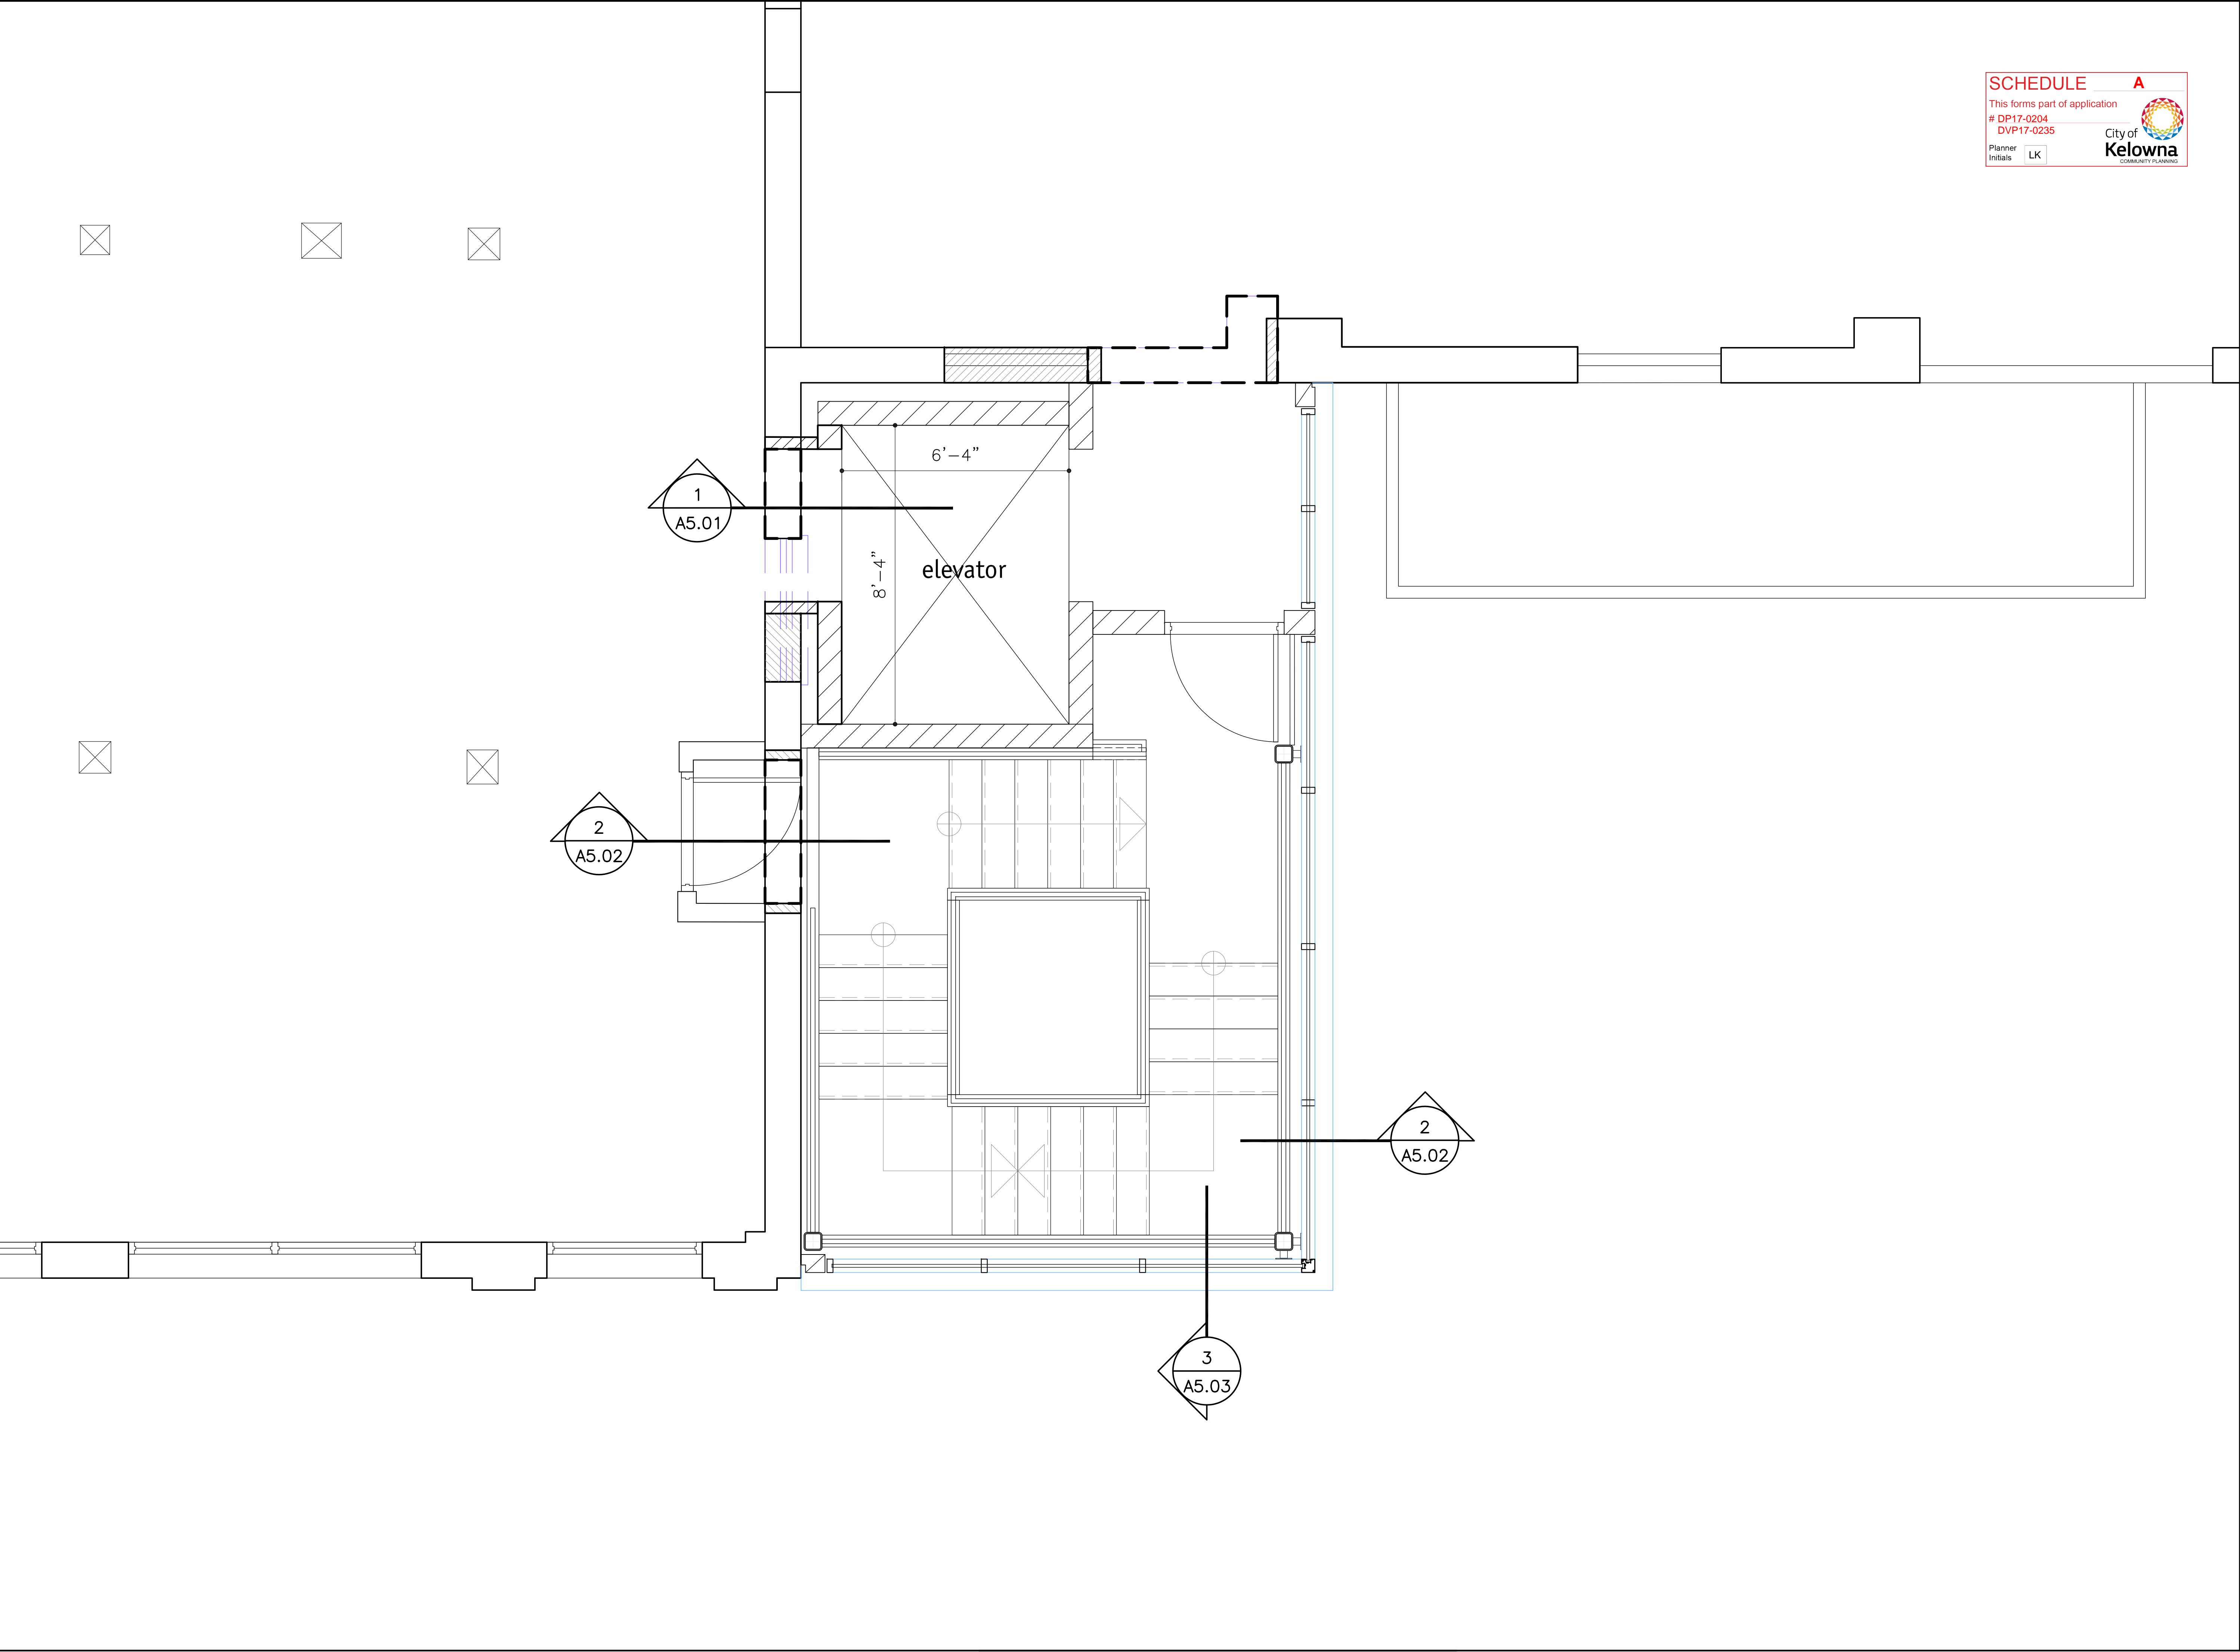 SCHEDULE A
This forms part of application
# DP17-0204
DVP17-0235
City of
Kelowna
COMMUNITY PLANNING
Planner
Initials LK
6'-4"
1
A5.01
8'-4"
elevator
2
A5.02
2
A5.02
3
A5.03